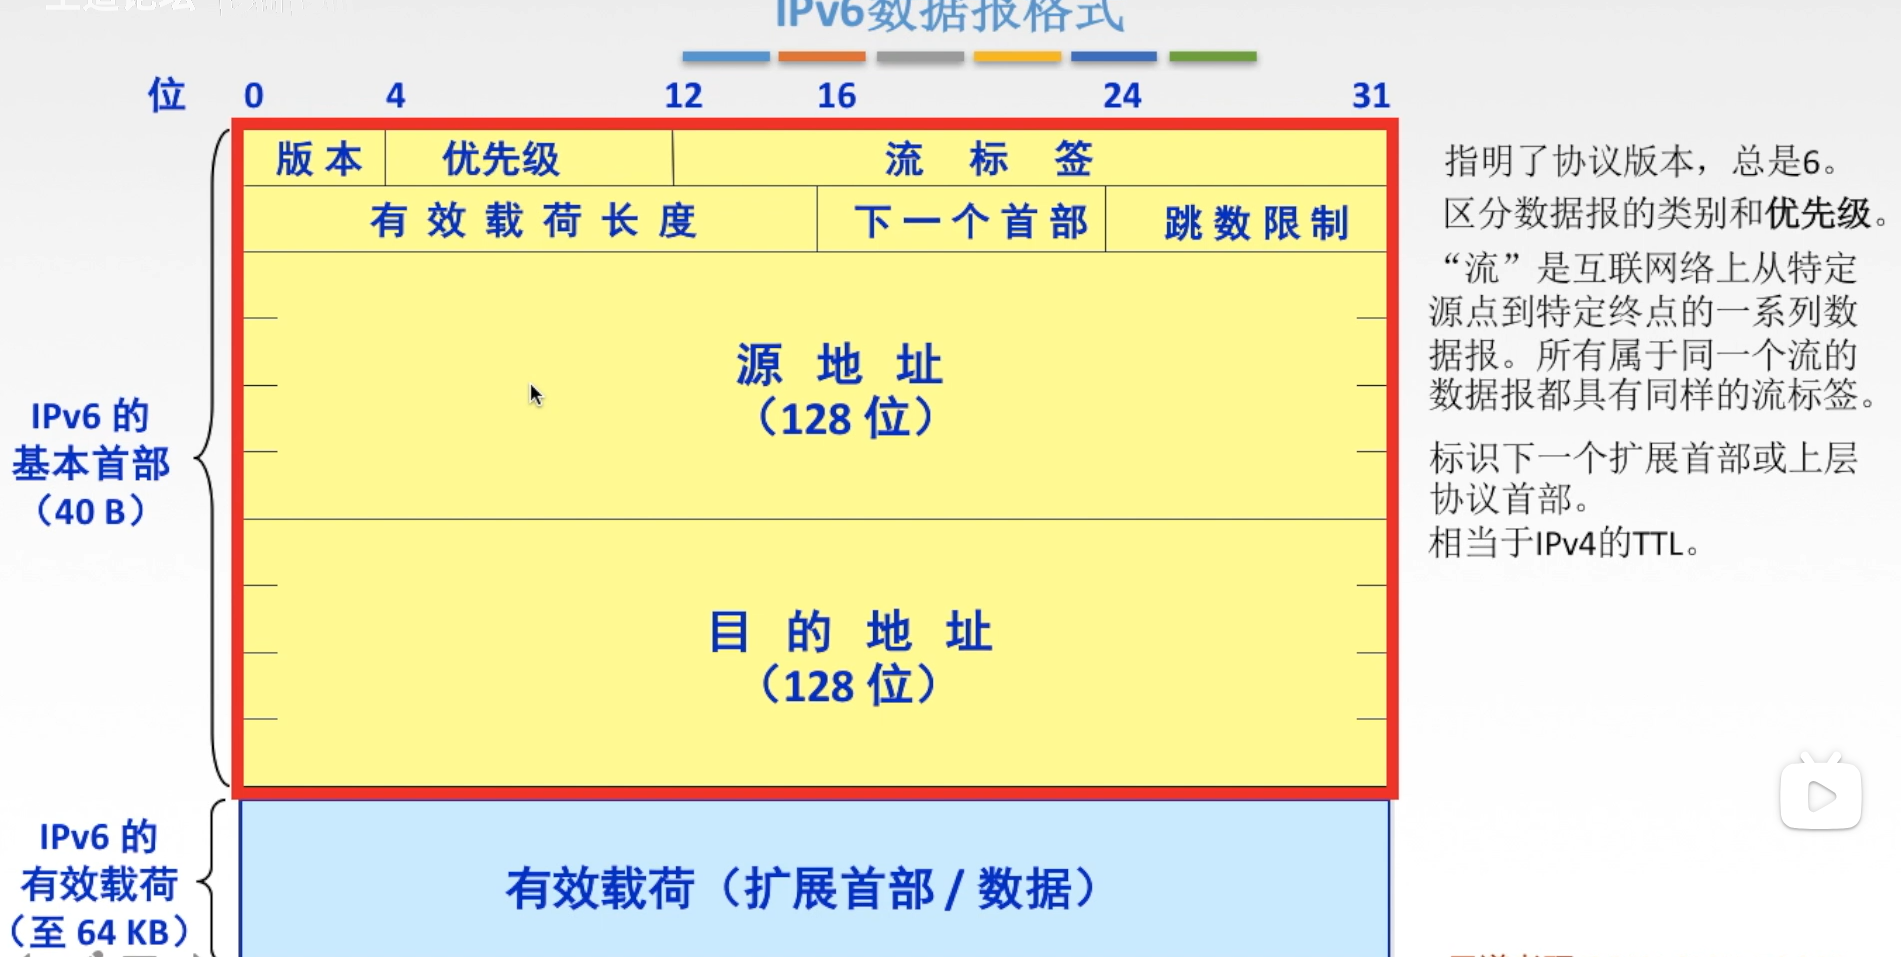 IPv6数据报格式
位 0 4 12 16 24 31
版本 优先级 流标签
有效载荷长度 下一个首部 跳数限制
源地址
（128 位）
目的地址
（128 位）
IPv6 的
基本首部
（40 B）
IPv6 的
有效载荷
（至 64 KB）
有效载荷（扩展首部 / 数据）
指明了协议版本，总是6。
区分数据报的类别和优先级。
“流”是互联网络上从特定
源点到特定终点的一系列数
据报。所有属于同一个流的
数据报都具有同样的流标签。
标识下一个扩展首部或上层
协议首部。
相当于IPv4的TTL。